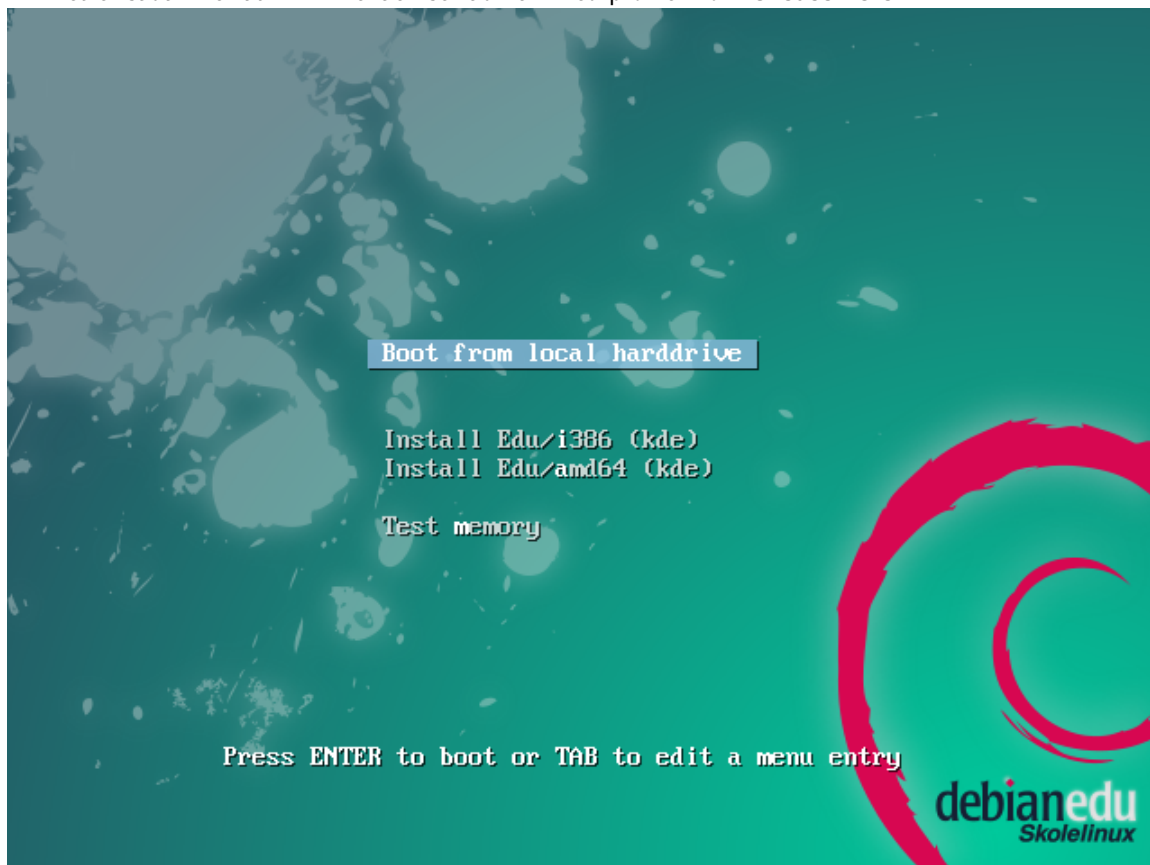 Boot from local harddrive
Install Edu/i386 (kde)
Install Edu/amd64 (kde)
Test memory
Press ENTER to boot or TAB to edit a menu entry
debianedu
Skolelinux